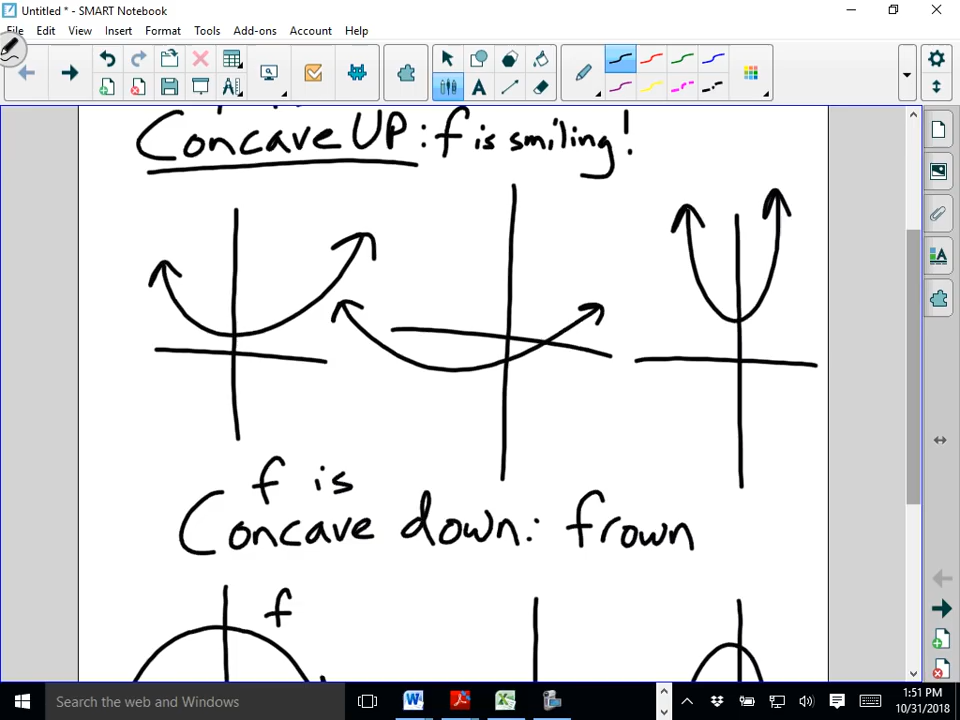 Untitled * - SMART Notebook
File Edit View Insert Format Tools Add-ons Account Help
Concave UP: f is smiling!
f is
Concave down: frown
f
Search the web and Windows
1:51 PM
10/31/2018